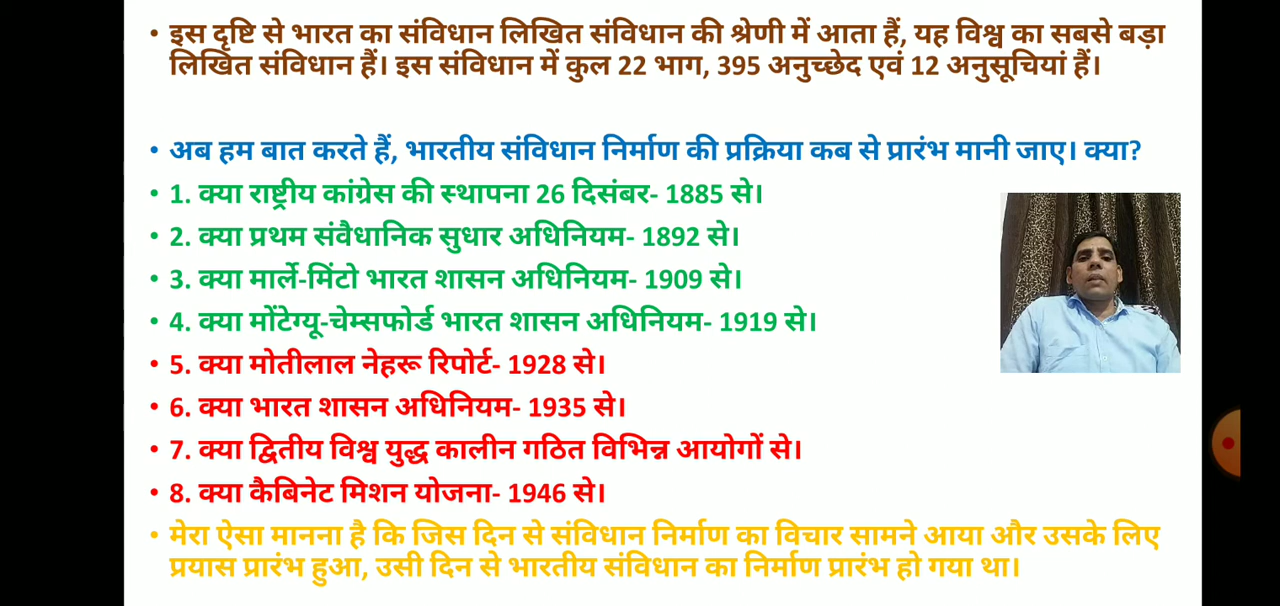 • इस दृष्टि से भारत का संविधान लिखित संविधान की श्रेणी में आता हैं, यह विश्व का सबसे बड़ा
लिखित संविधान हैं। इस संविधान में कुल 22 भाग, 395 अनुच्छेद एवं 12 अनुसूचियां हैं।
• अब हम बात करते हैं, भारतीय संविधान निर्माण की प्रक्रिया कब से प्रारंभ मानी जाए। क्या?
• 1. क्या राष्ट्रीय कांग्रेस की स्थापना 26 दिसंबर- 1885 से।
• 2. क्या प्रथम संवैधानिक सुधार अधिनियम- 1892 से।
• 3. क्या मार्ले-मिंटो भारत शासन अधिनियम- 1909 से।
• 4. क्या मोंटेग्यू-चेम्सफोर्ड भारत शासन अधिनियम- 1919 से।
• 5. क्या मोतीलाल नेहरू रिपोर्ट- 1928 से।
• 6. क्या भारत शासन अधिनियम- 1935 से।
• 7. क्या द्वितीय विश्व युद्ध कालीन गठित विभिन्न आयोगों से।
• 8. क्या कैबिनेट मिशन योजना- 1946 से।
• मेरा ऐसा मानना है कि जिस दिन से संविधान निर्माण का विचार सामने आया और उसके लिए
प्रयास प्रारंभ हुआ, उसी दिन से भारतीय संविधान का निर्माण प्रारंभ हो गया था।